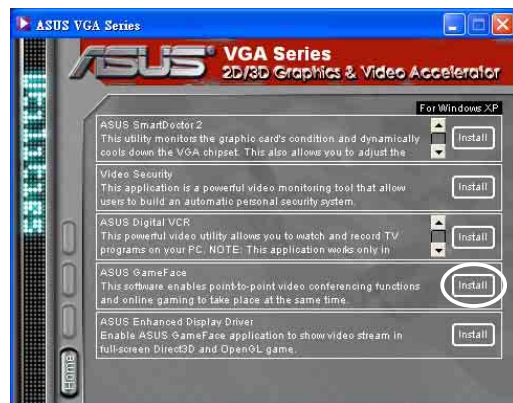 ASUS VGA Series
ASUS VGA Series
2D/3D Graphics & Video Accelerator
For Windows XP
ASUS SmartDoctor 2
This utility monitors the graphic card's condition and dynamically
cools down the VGA chipset. This also allows you to adjust the
Install
Video Security
This application is a powerful video monitoring tool that allow
users to build an automatic personal security system.
Install
ASUS Digital VCR
This powerful video utility allows you to watch and record TV
programs on your PC. NOTE: This application works only in
Install
ASUS GameFace
This software enables point-to-point video conferencing functions
and online gaming to take place at the same time.
Install
ASUS Enhanced Display Driver
Enable ASUS GameFace application to show video stream in
full-screen Direct3D and OpenGL game.
Install
Home